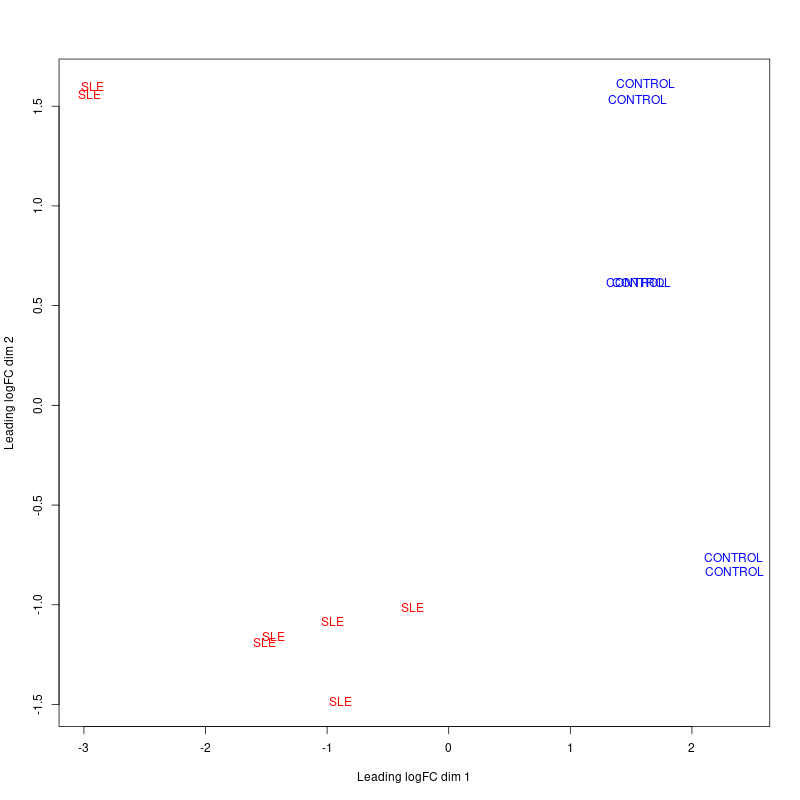 SLE
SLE
CONTROL
CONTROL
CONTROL
CONTROL
CONTROL
CONTROL
SLE
SLE
SLE
SLE
SLE
1.5
1.0
0.5
0.0
-0.5
-1.0
-1.5
Leading logFC dim 2
-3
-2
-1
0
1
2
Leading logFC dim 1